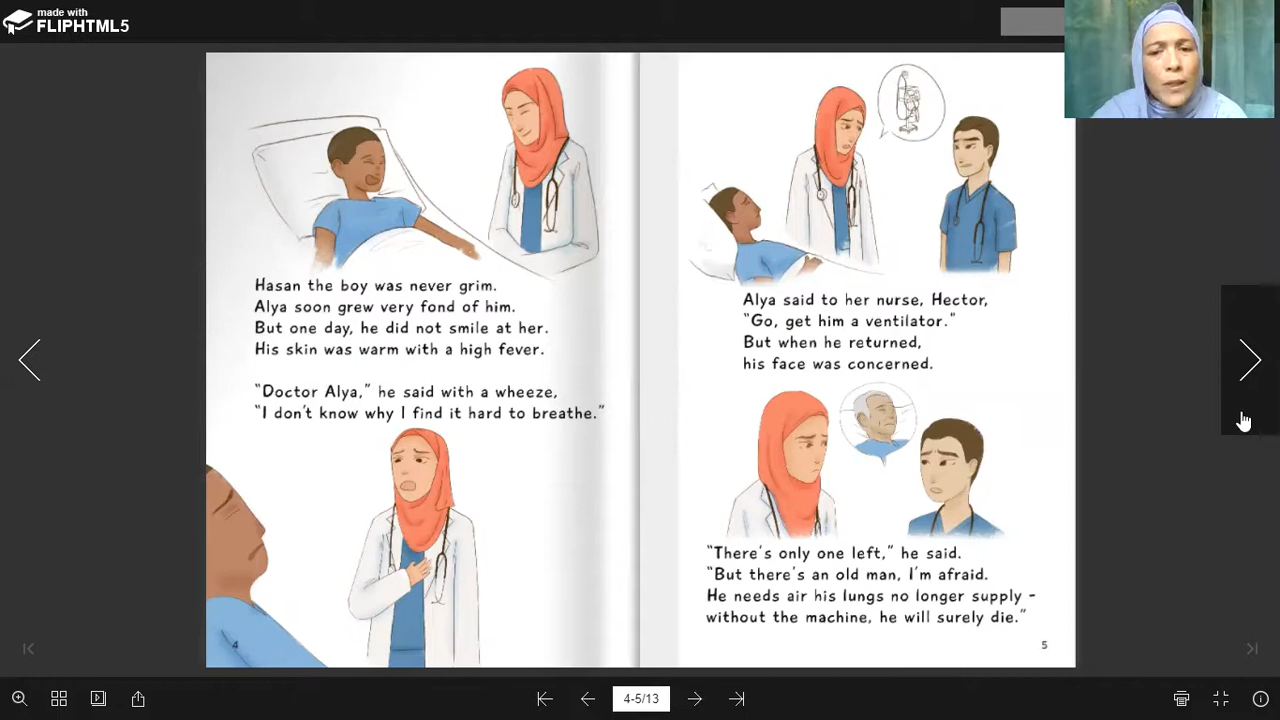 made with
FLIPHTML5
Hasan the boy was never grim.
Alya soon grew very fond of him.
But one day, he did not smile at her.
His skin was warm with a high fever.
"Doctor Alya," he said with a wheeze,
"I don't know why I find it hard to breathe."
4
Alya said to her nurse, Hector,
"Go, get him a ventilator."
But when he returned,
his face was concerned.
"There's only one left," he said.
"But there's an old man, I'm afraid.
He needs air his lungs no longer supply -
without the machine, he will surely die."
5
4-5/13